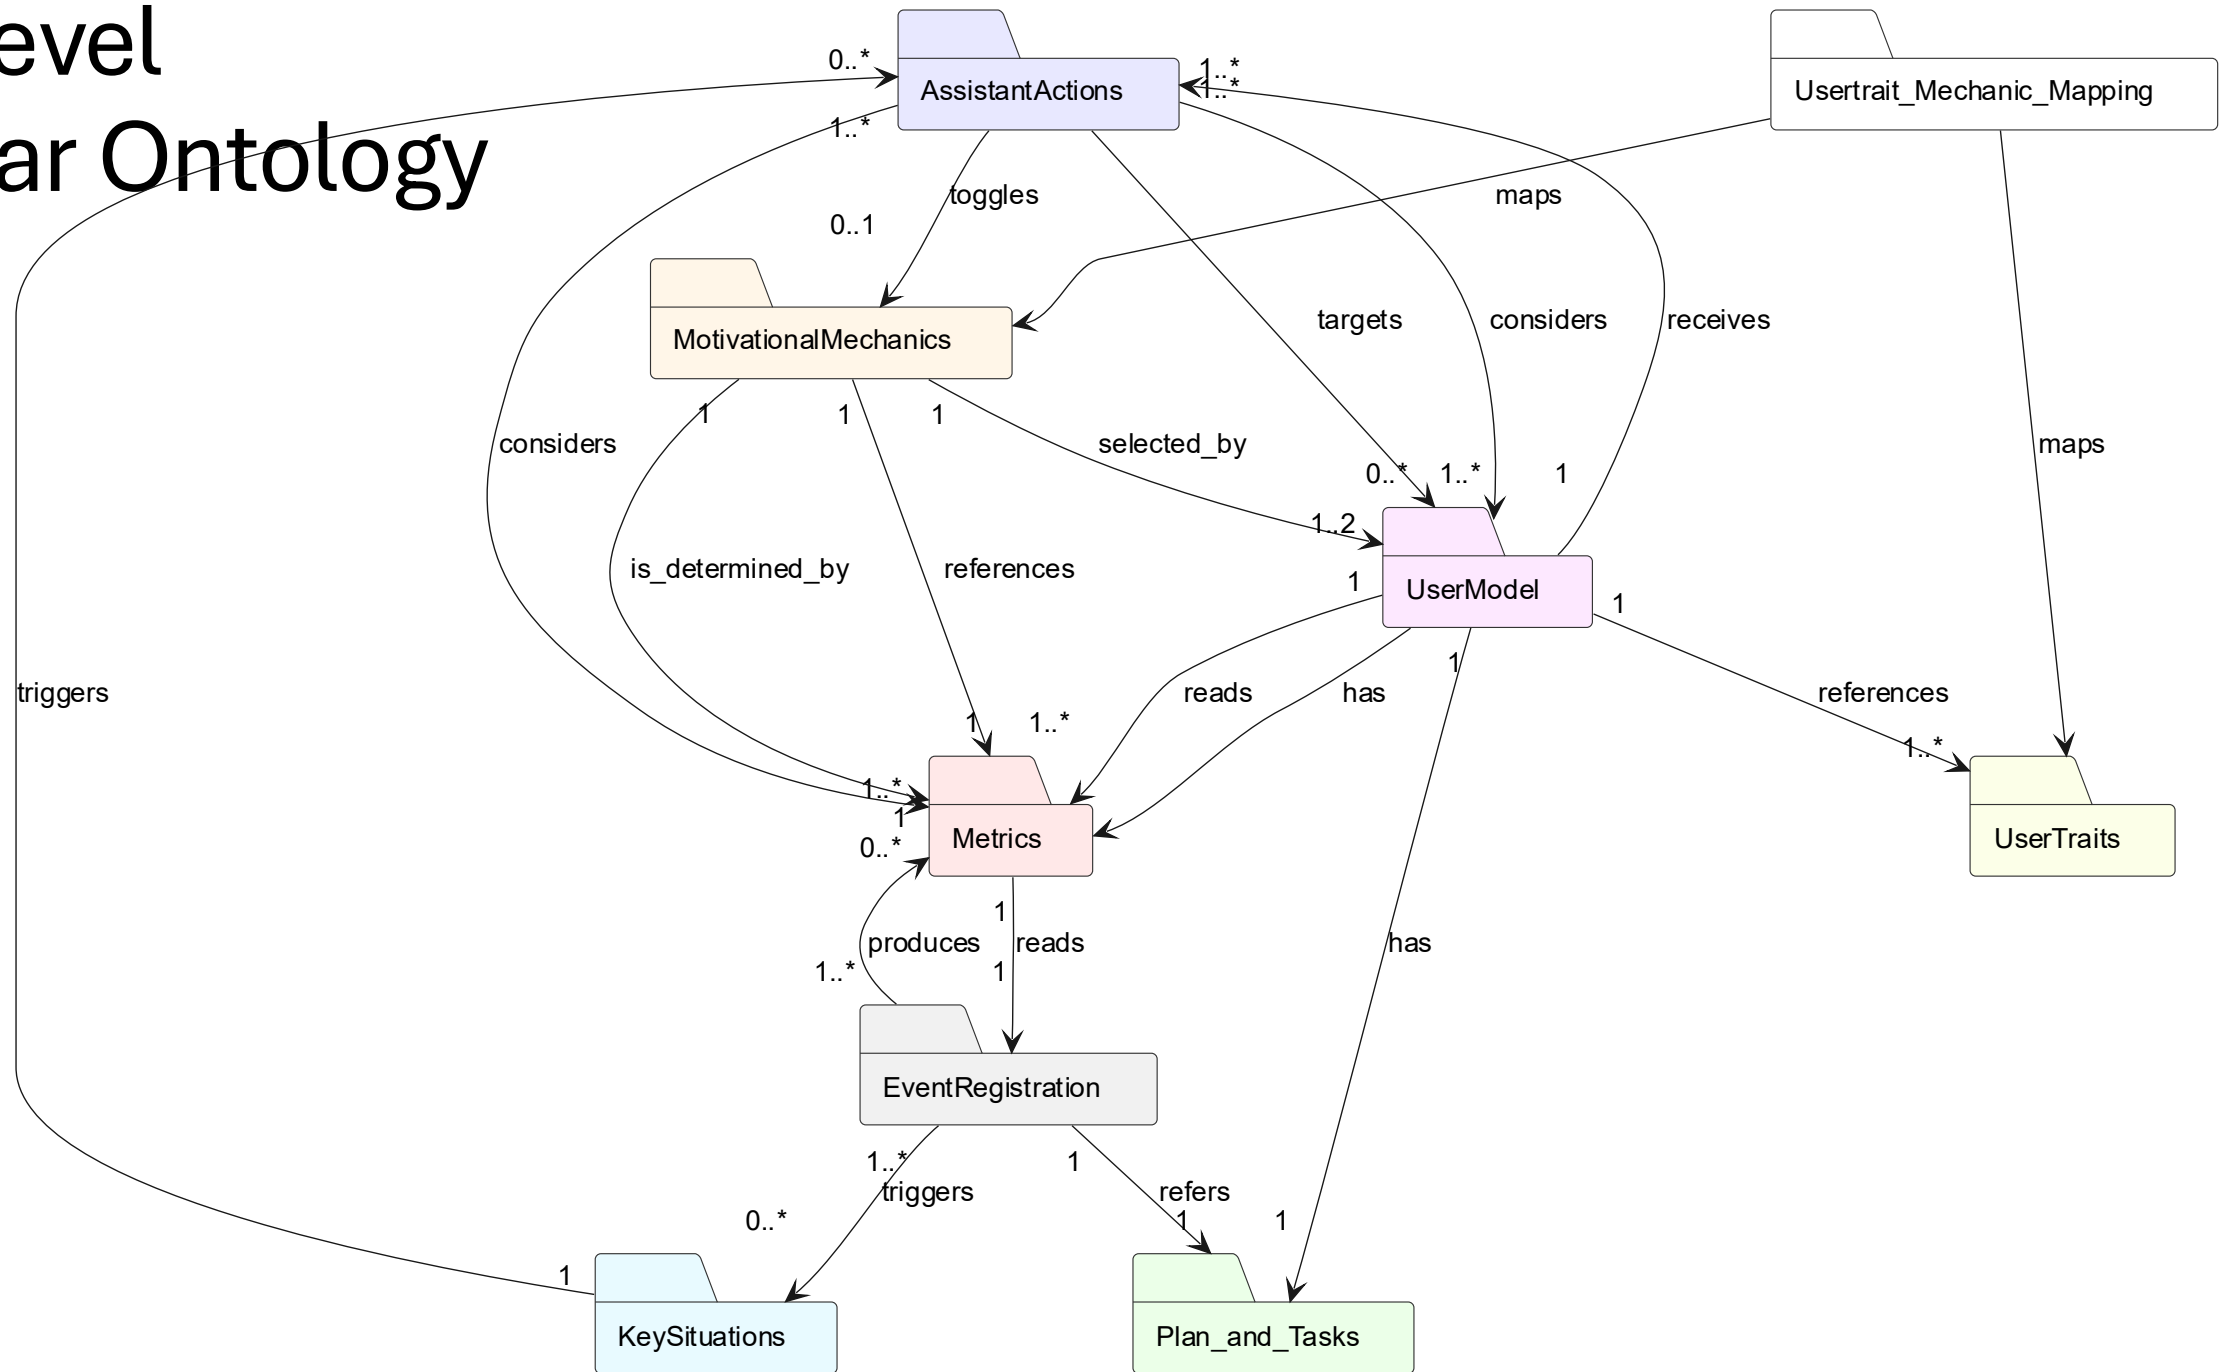 evel
ar Ontology
0..*
1..*
1..*
AssistantActions
Usertrait_Mechanic_Mapping
1..*
toggles
maps
0..1
MotivationalMechanics
targets
considers
receives
1
1
1
considers
selected_by
maps
0..*
1..*
1
1..2
is_determined_by
references
1
UserModel
1
1
triggers
reads
has
references
1
1..*
1..*
1..*
1
0..*
Metrics
UserTraits
1
produces
reads
has
1..*
1
EventRegistration
1..*
1
triggers
refers
0..*
1
1
1
KeySituations
Plan_and_Tasks